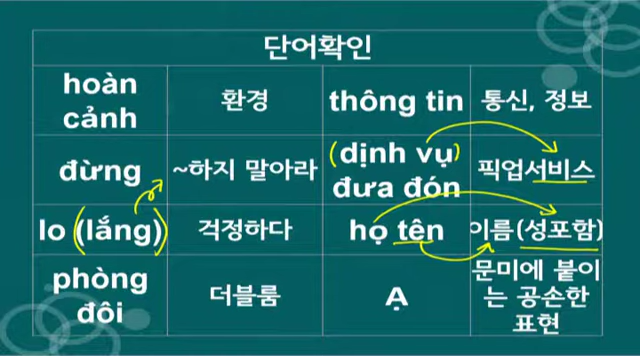 단어확인
hoàn cảnh 환경 thông tin 통신, 정보
đừng ~하지 말아라 (dịnh vụ) đưa đón 픽업서비스
lo (lắng) 걱정하다 họ tên 이름(성포함)
phòng đôi 더블룸 Ạ 문미에 붙이는 공손한 표현